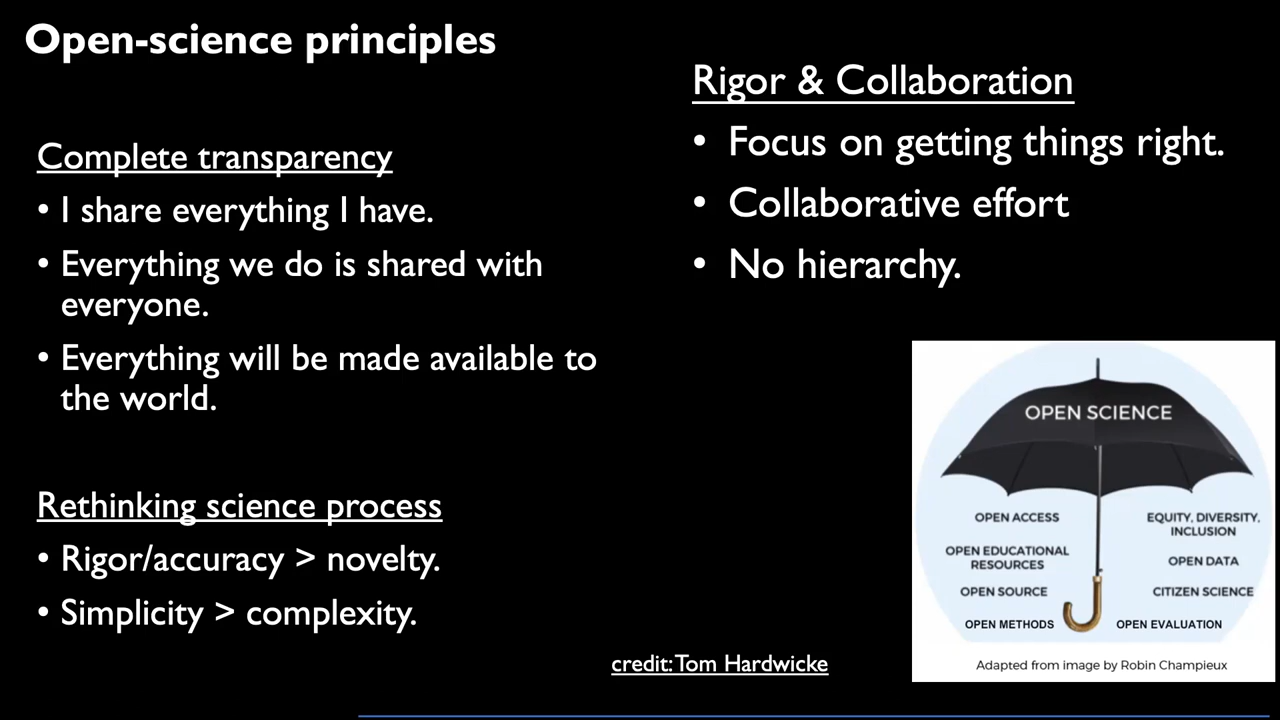 Open-science principles
Complete transparency
• I share everything I have.
• Everything we do is shared with
everyone.
• Everything will be made available to
the world.
Rethinking science process
• Rigor/accuracy > novelty.
• Simplicity > complexity.
Rigor & Collaboration
• Focus on getting things right.
• Collaborative effort
• No hierarchy.
credit: Tom Hardwicke
OPEN SCIENCE
OPEN ACCESS
OPEN EDUCATIONAL
RESOURCES
OPEN SOURCE
OPEN METHODS
EQUITY, DIVERSITY,
INCLUSION
OPEN DATA
CITIZEN SCIENCE
OPEN EVALUATION
Adapted from image by Robin Champieux